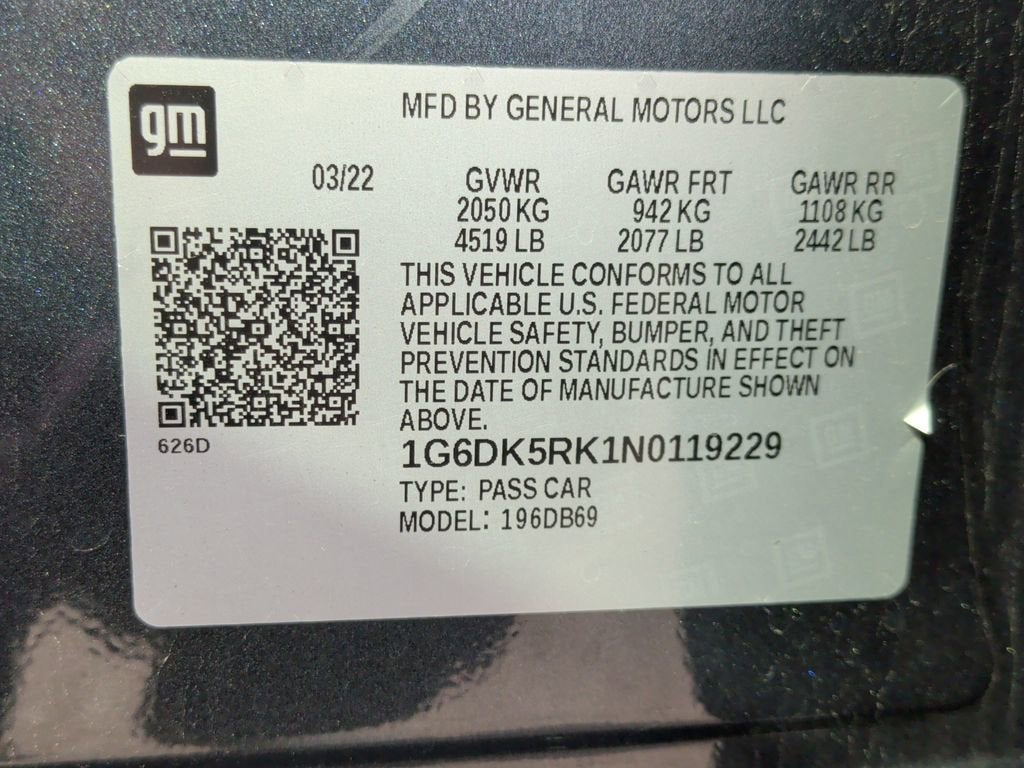 gm
MFD BY GENERAL MOTORS LLC
03/22 GVWR GAWR FRT GAWR RR
2050 KG 942 KG 1108 KG
4519 LB 2077 LB 2442 LB
THIS VEHICLE CONFORMS TO ALL
APPLICABLE U.S. FEDERAL MOTOR
VEHICLE SAFETY, BUMPER, AND THEFT
PREVENTION STANDARDS IN EFFECT ON
THE DATE OF MANUFACTURE SHOWN
ABOVE.
626D
1G6DK5RK1N0119229
TYPE: PASS CAR
MODEL: 196DB69